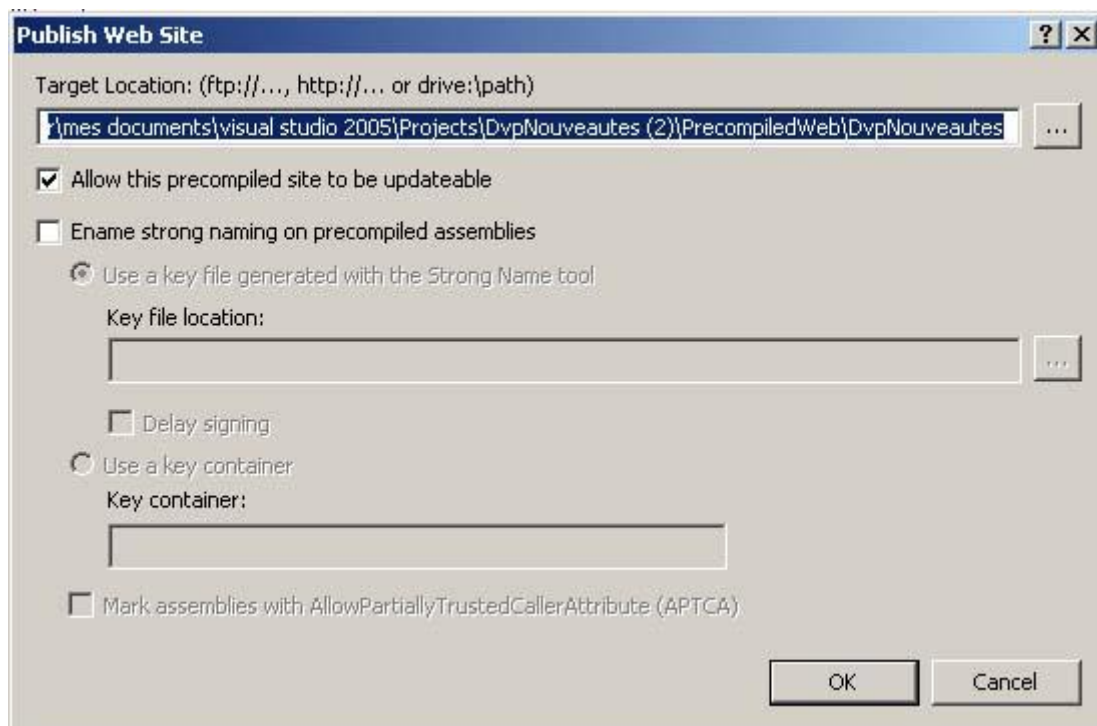 Publish Web Site
Target Location: (ftp://..., http://... or drive:\path)
r\mes documents\visual studio 2005\Projects\DvpNouveautes (2)\PrecompiledWeb\DvpNouveautes
...
Allow this precompiled site to be updateable
Ename strong naming on precompiled assemblies
Use a key file generated with the Strong Name tool
Key file location:
...
Delay signing
Use a key container
Key container:
Mark assemblies with AllowPartiallyTrustedCallerAttribute (APTCA)
OK Cancel